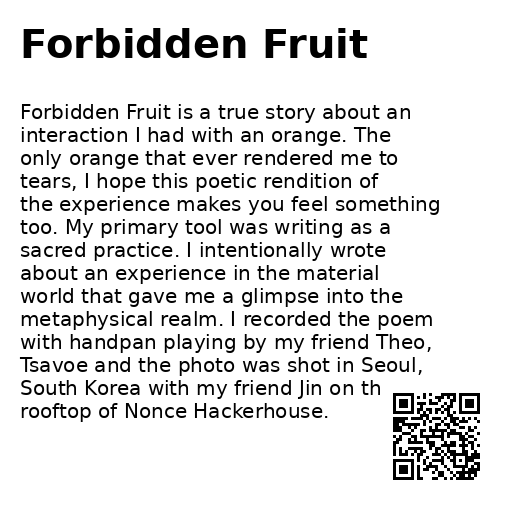 Forbidden Fruit
Forbidden Fruit is a true story about an
interaction I had with an orange. The
only orange that ever rendered me to
tears, I hope this poetic rendition of
the experience makes you feel something
too. My primary tool was writing as a
sacred practice. I intentionally wrote
about an experience in the material
world that gave me a glimpse into the
metaphysical realm. I recorded the poem
with handpan playing by my friend Theo,
Tsavoe and the photo was shot in Seoul,
South Korea with my friend Jin on th
rooftop of Nonce Hackerhouse.